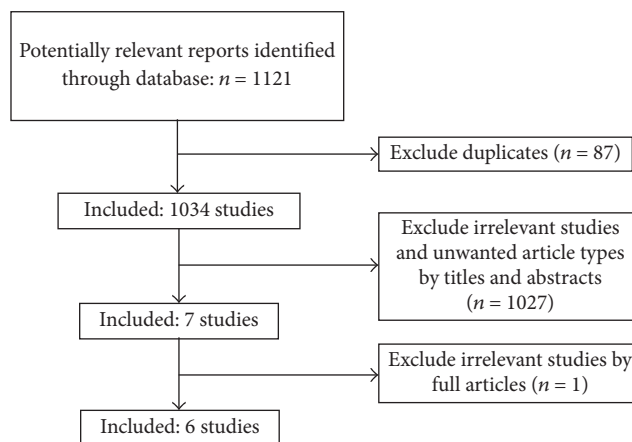 Potentially relevant reports identified
through database: n = 1121
Exclude duplicates (n = 87)
Included: 1034 studies
Exclude irrelevant studies
and unwanted article types
by titles and abstracts
(n = 1027)
Included: 7 studies
Exclude irrelevant studies by
full articles (n = 1)
Included: 6 studies